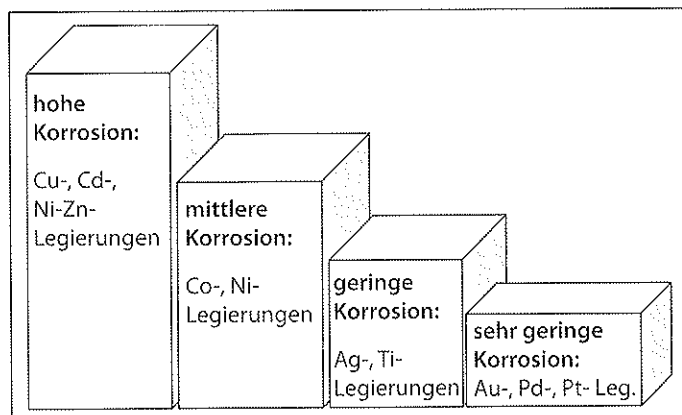 hohe
Korrosion:
Cu-, Cd-,
Ni-Zn-
Legierungen
mittlere
Korrosion:
Co-, Ni-
Legierungen
geringe
Korrosion:
Ag-, Ti-
Legierungen
sehr geringe
Korrosion:
Au-, Pd-, Pt- Leg.